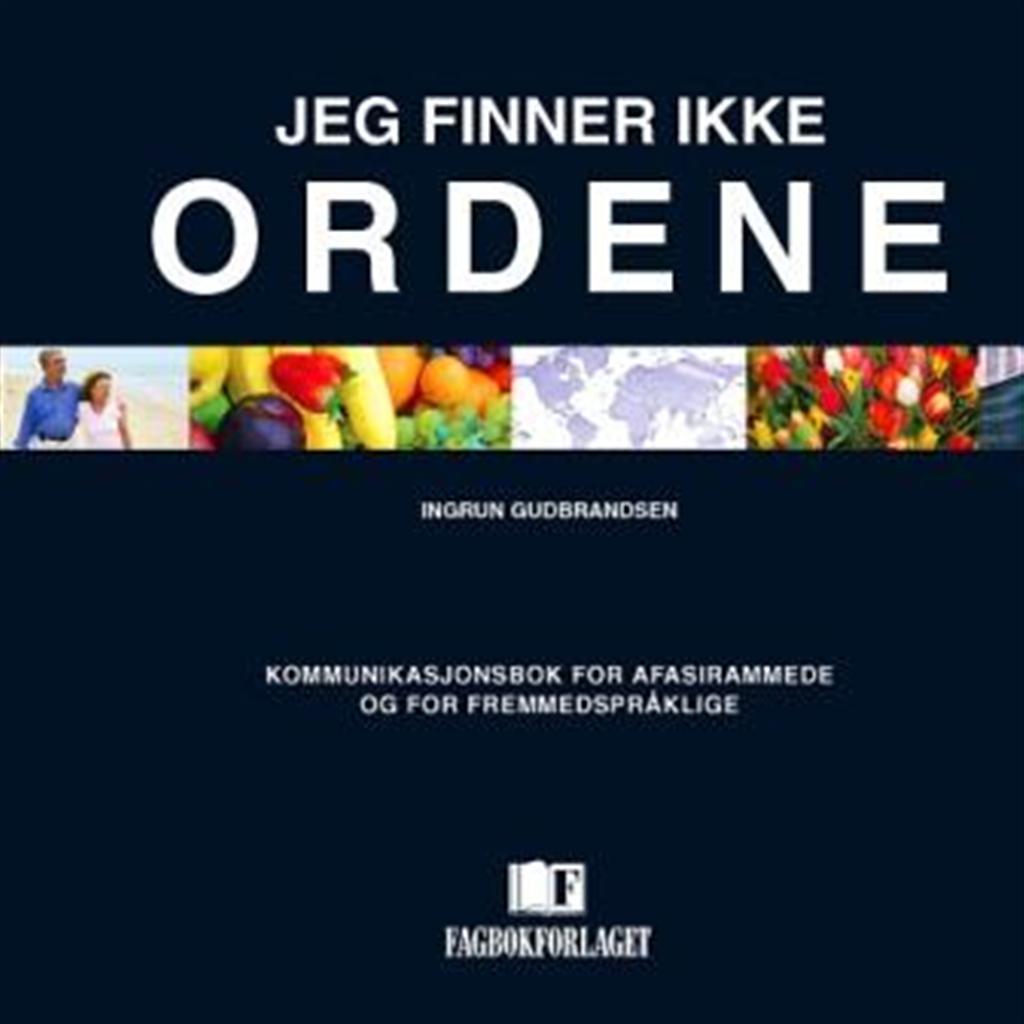 JEG FINNER IKKE
ORDENE
INGRUN GUDBRANDSEN
KOMMUNIKASJONSBOK FOR AFASIRAMMEDE
OG FOR FREMMEDSPRÅKLIGE
F
FAGBOKFORLAGET